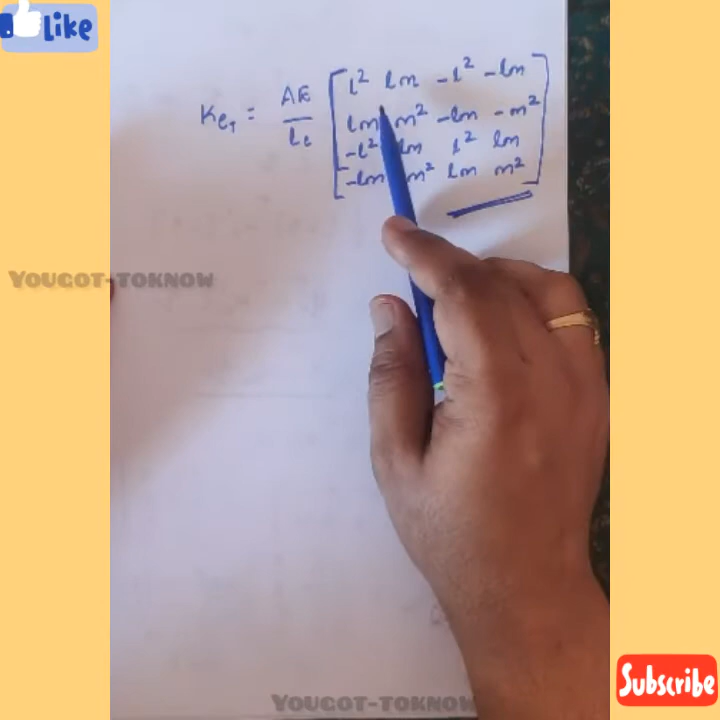 Like
Ke₁ = AE/le [ l² lm -l² -lm
lm m² -lm -m²
-l² lm l² lm
-lm m² lm m² ]
YOUGOT-TOKNOW
YOUGOT-TOKNOW
Subscribe